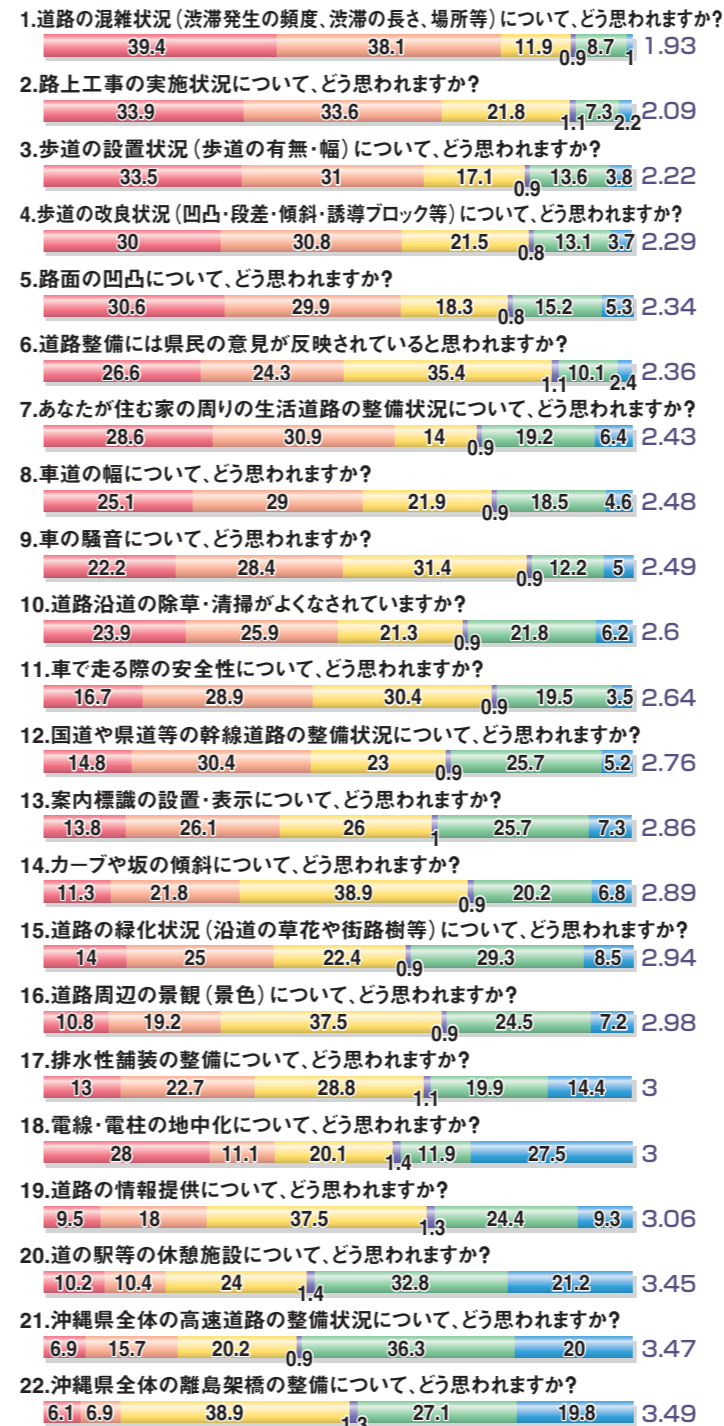 1.道路の混雑状況（渋滞発生の頻度、渋滞の長さ、場所等）について、どう思われますか？
39.4 38.1 11.9 0.9 8.7 1 1.93
2.路上工事の実施状況について、どう思われますか？
33.9 33.6 21.8 1.1 7.3 2.2 2.09
3.歩道の設置状況（歩道の有無・幅）について、どう思われますか？
33.5 31 17.1 0.9 13.6 3.8 2.22
4.歩道の改良状況（凹凸・段差・傾斜・誘導ブロック等）について、どう思われますか？
30 30.8 21.5 0.8 13.1 3.7 2.29
5.路面の凹凸について、どう思われますか？
30.6 29.9 18.3 0.8 15.2 5.3 2.34
6.道路整備には県民の意見が反映されていると思われますか？
26.6 24.3 35.4 1.1 10.1 2.4 2.36
7.あなたが住む家の周りの生活道路の整備状況について、どう思われますか？
28.6 30.9 14 0.9 19.2 6.4 2.43
8.車道の幅について、どう思われますか？
25.1 29 21.9 0.9 18.5 4.6 2.48
9.車の騒音について、どう思われますか？
22.2 28.4 31.4 0.9 12.2 5 2.49
10.道路沿道の除草・清掃がよくなされていますか？
23.9 25.9 21.3 0.9 21.8 6.2 2.6
11.車で走る際の安全性について、どう思われますか？
16.7 28.9 30.4 0.9 19.5 3.5 2.64
12.国道や県道等の幹線道路の整備状況について、どう思われますか？
14.8 30.4 23 0.9 25.7 5.2 2.76
13.案内標識の設置・表示について、どう思われますか？
13.8 26.1 26 1 25.7 7.3 2.86
14.カーブや坂の傾斜について、どう思われますか？
11.3 21.8 38.9 0.9 20.2 6.8 2.89
15.道路の緑化状況（沿道の草花や街路樹等）について、どう思われますか？
14 25 22.4 0.9 29.3 8.5 2.94
16.道路周辺の景観（景色）について、どう思われますか？
10.8 19.2 37.5 0.9 24.5 7.2 2.98
17.排水性舗装の整備について、どう思われますか？
13 22.7 28.8 1.1 19.9 14.4 3
18.電線・電柱の地中化について、どう思われますか？
28 11.1 20.1 1.4 11.9 27.5 3
19.道路の情報提供について、どう思われますか？
9.5 18 37.5 1.3 24.4 9.3 3.06
20.道の駅等の休憩施設について、どう思われますか？
10.2 10.4 24 1.4 32.8 21.2 3.45
21.沖縄県全体の高速道路の整備状況について、どう思われますか？
6.9 15.7 20.2 0.9 36.3 20 3.47
22.沖縄県全体の離島架橋の整備について、どう思われますか？
6.1 6.9 38.9 1.3 27.1 19.8 3.49